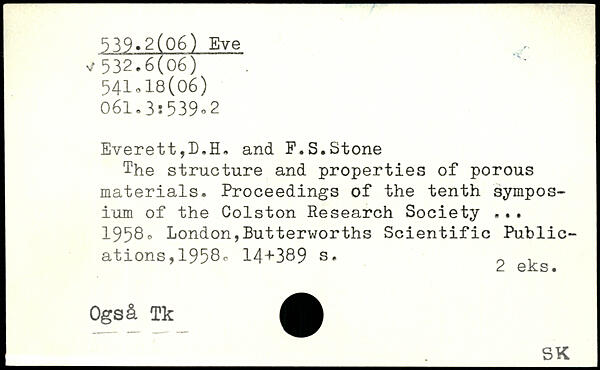 539.2(06) Eve
✓532.6(06)
541.18(06)
061.3:539.2
Everett,D.H. and F.S.Stone
The structure and properties of porous
materials. Proceedings of the tenth sympos-
ium of the Colston Research Society ...
1958. London,Butterworths Scientific Public-
ations,1958. 14+389 s.
2 eks.
Også Tk
SK